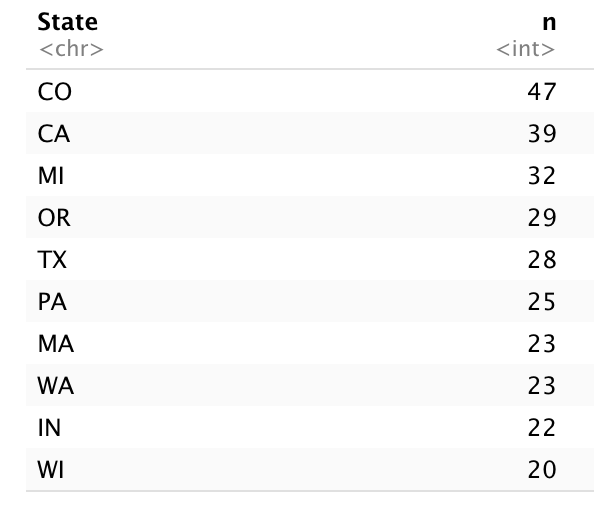 State n
<chr> <int>
CO 47
CA 39
MI 32
OR 29
TX 28
PA 25
MA 23
WA 23
IN 22
WI 20